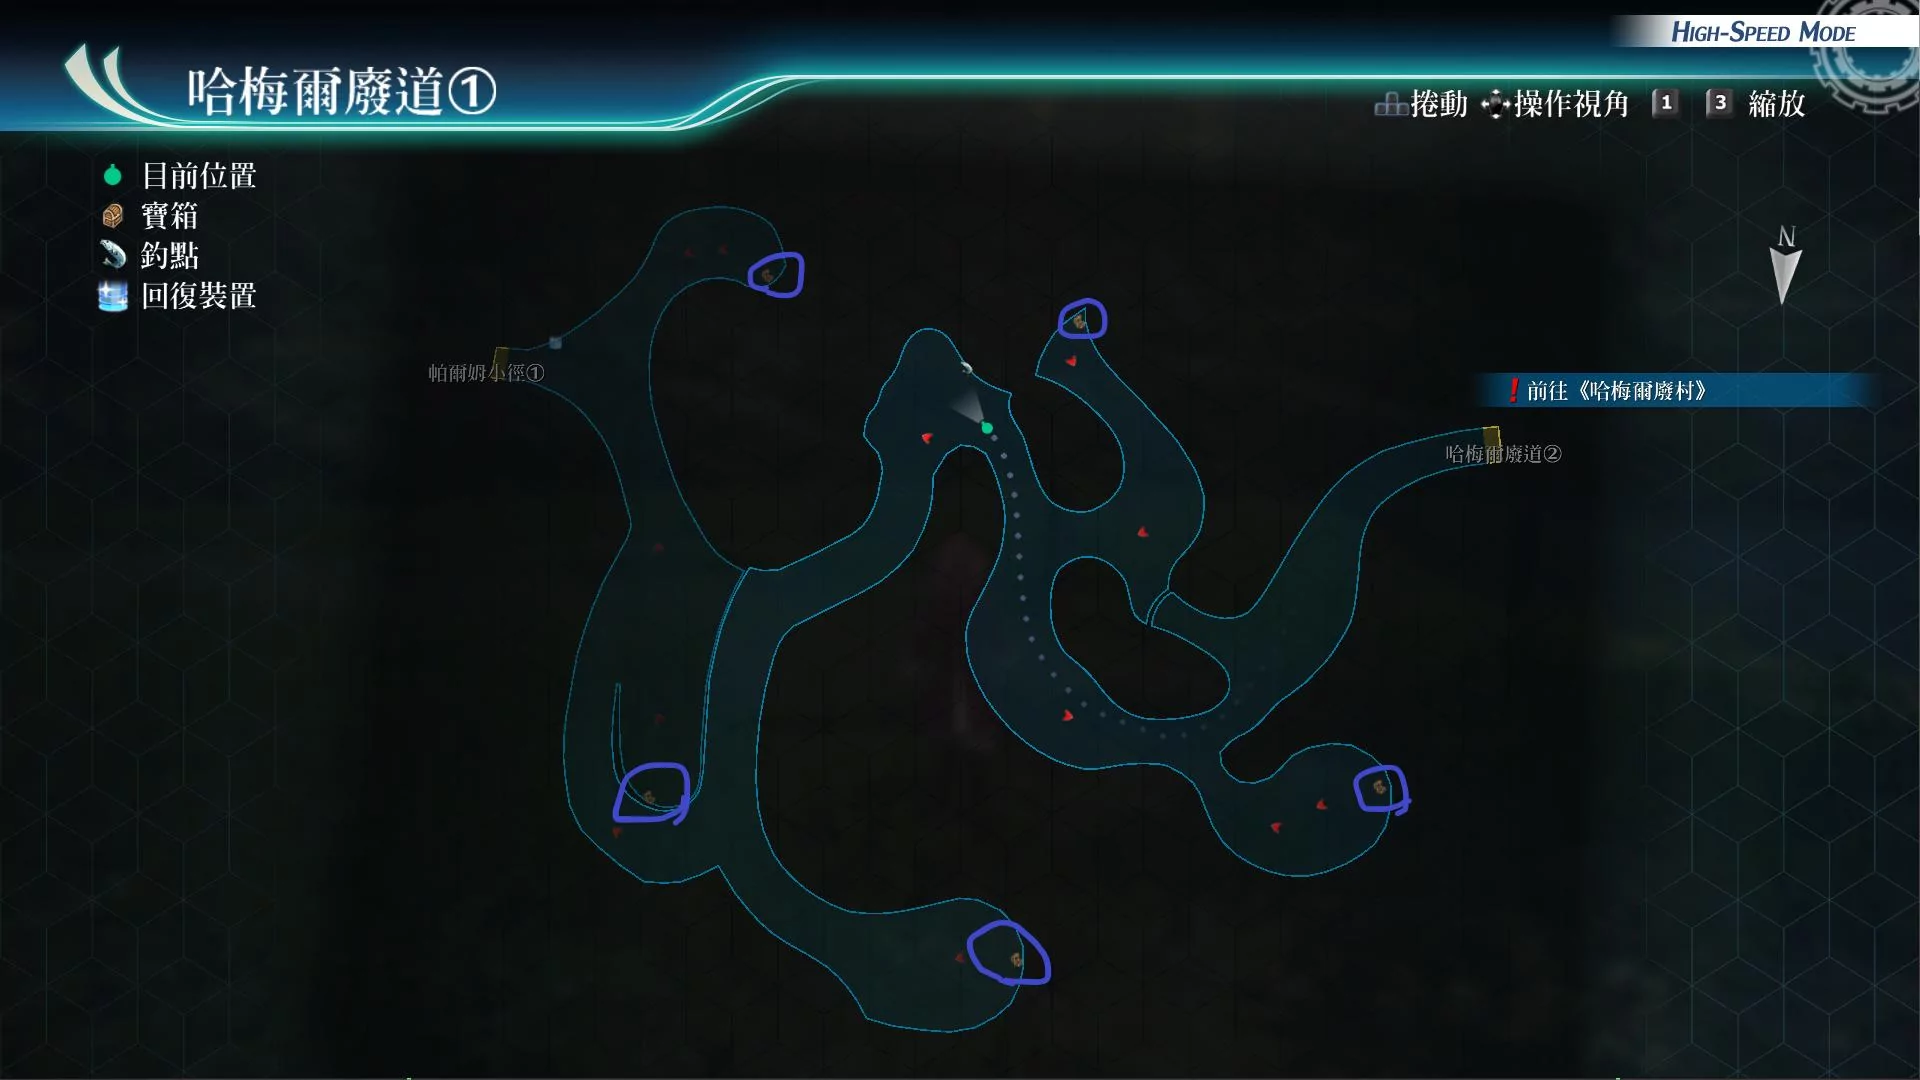 HIGH-SPEED MODE
哈梅爾廢道①
捲動 操作視角 1 3 縮放
目前位置
寶箱
釣點
回復裝置
N
帕爾姆小徑①
! 前往《哈梅爾廢村》
哈梅爾廢道②